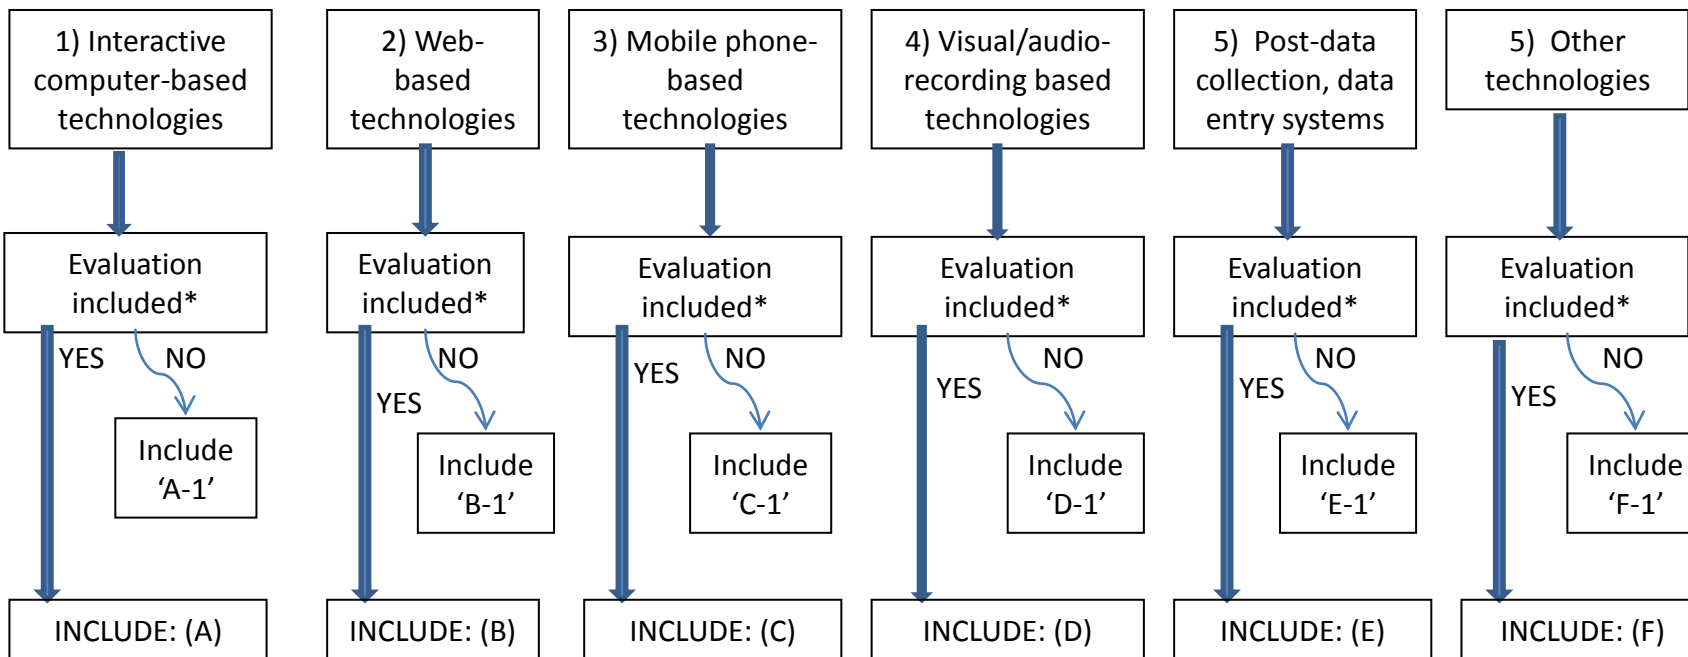 1) Interactive
computer-based
technologies
2) Web-
based
technologies
3) Mobile phone-
based
technologies
4) Visual/audio-
recording based
technologies
5) Post-data
collection, data
entry systems
5) Other
technologies
Evaluation
included*
Evaluation
included*
Evaluation
included*
Evaluation
included*
Evaluation
included*
Evaluation
included*
YES
NO
YES
NO
YES
NO
YES
NO
YES
NO
YES
NO
Include
‘A-1’
Include
‘B-1’
Include
‘C-1’
Include
‘D-1’
Include
‘E-1’
Include
‘F-1’
INCLUDE: (A)
INCLUDE: (B)
INCLUDE: (C)
INCLUDE: (D)
INCLUDE: (E)
INCLUDE: (F)